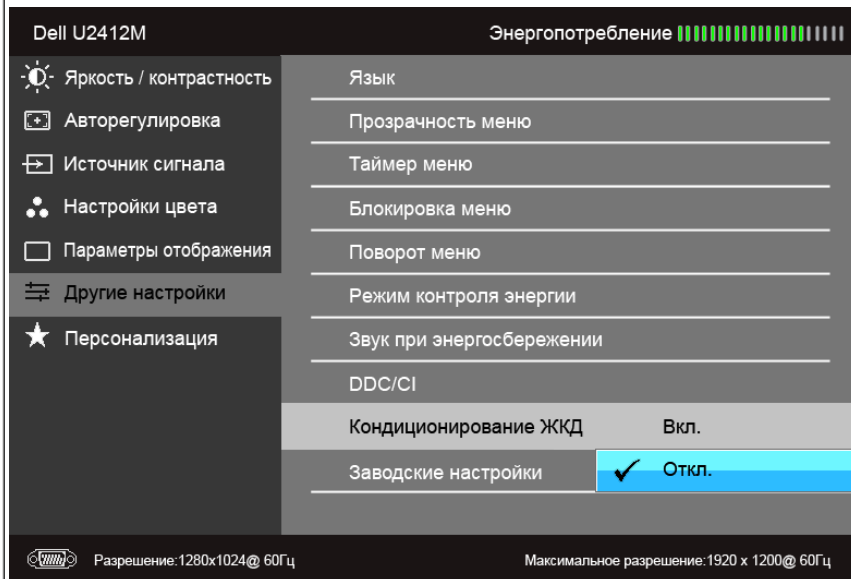 Dell U2412M
Энергопотребление
Яркость / контрастность
Авторегулировка
Источник сигнала
Настройки цвета
Параметры отображения
Другие настройки
Персонализация
Язык
Прозрачность меню
Таймер меню
Блокировка меню
Поворот меню
Режим контроля энергии
Звук при энергосбережении
DDC/CI
Кондиционирование ЖКД
Вкл.
Заводские настройки
Откл.
Разрешение:1280x1024@ 60Гц
Максимальное разрешение:1920 x 1200@ 60Гц